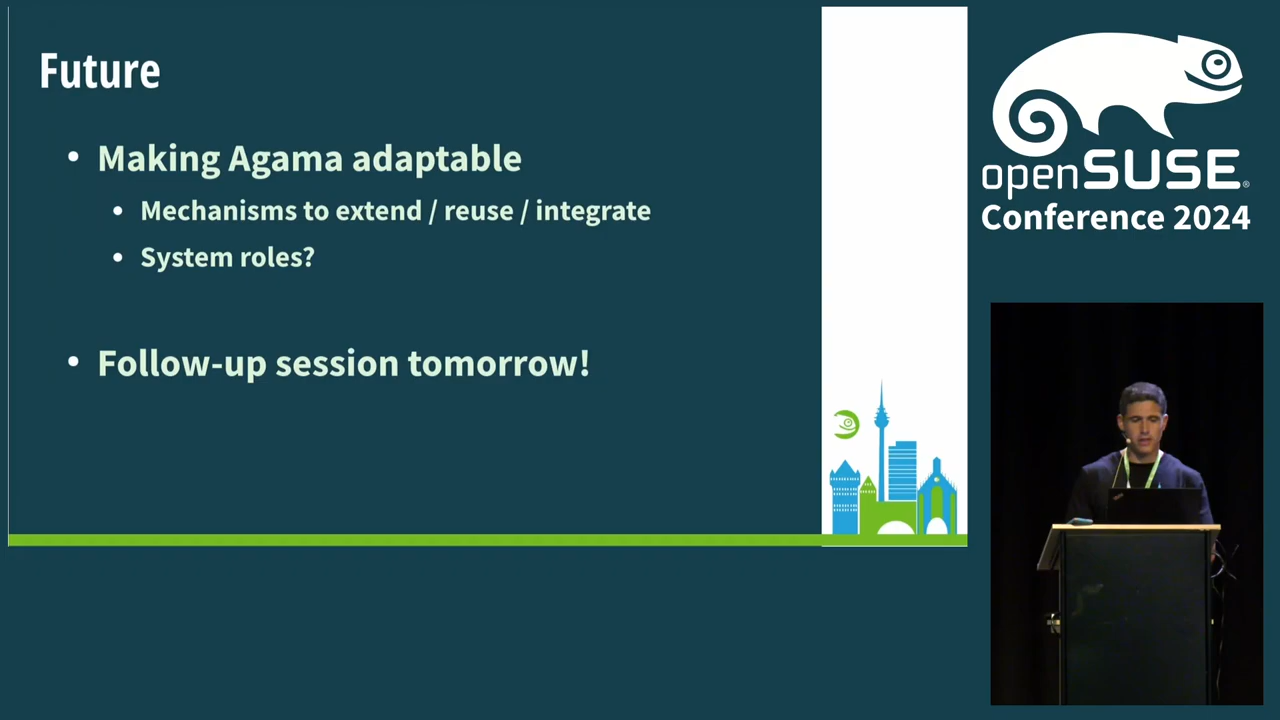 Future
• Making Agama adaptable
• Mechanisms to extend / reuse / integrate
• System roles?
• Follow-up session tomorrow!
openSUSE®
Conference 2024